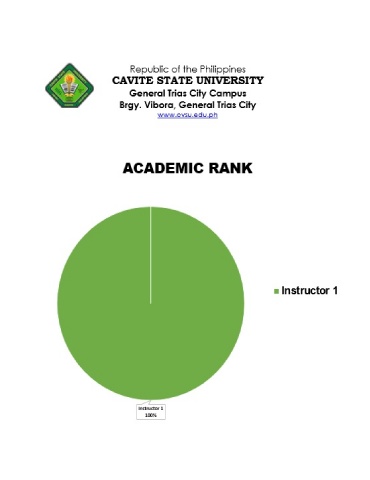 Republic of the Philippines
CAVITE STATE UNIVERSITY
General Trias City Campus
Brgy. Vibora, General Trias City
www.cvsu.edu.ph
ACADEMIC RANK
Instructor 1
Instructor 1
100%